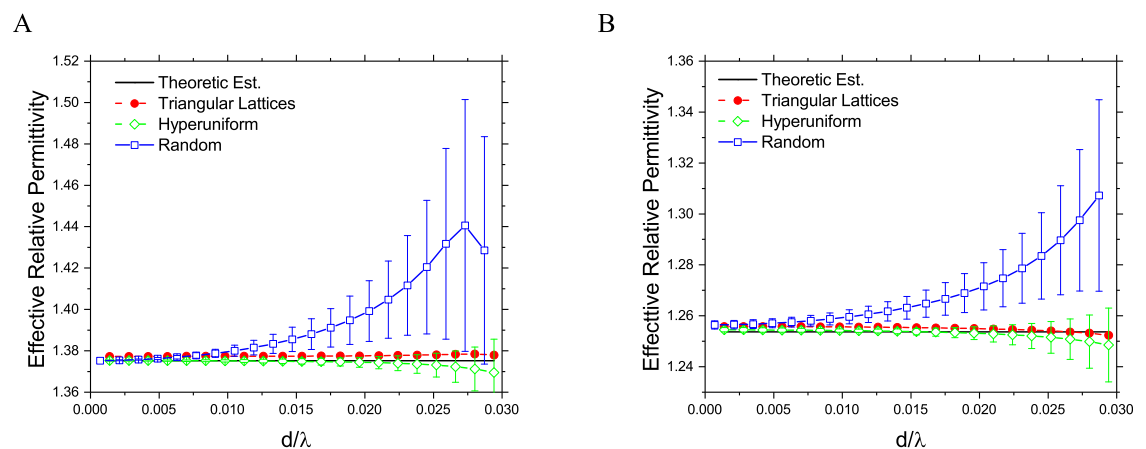 A
Effective Relative Permittivity
1.52
1.50
1.48
1.46
1.44
1.42
1.40
1.38
1.36
Theoretic Est.
Triangular Lattices
Hyperuniform
Random
0.000 0.005 0.010 0.015 0.020 0.025 0.030
d/λ
B
Effecttive Relative Permittivity
1.36
1.34
1.32
1.30
1.28
1.26
1.24
Theoretic Est.
Triangular Lattices
Hyperuniform
Random
0.000 0.005 0.010 0.015 0.020 0.025 0.030
d/λ